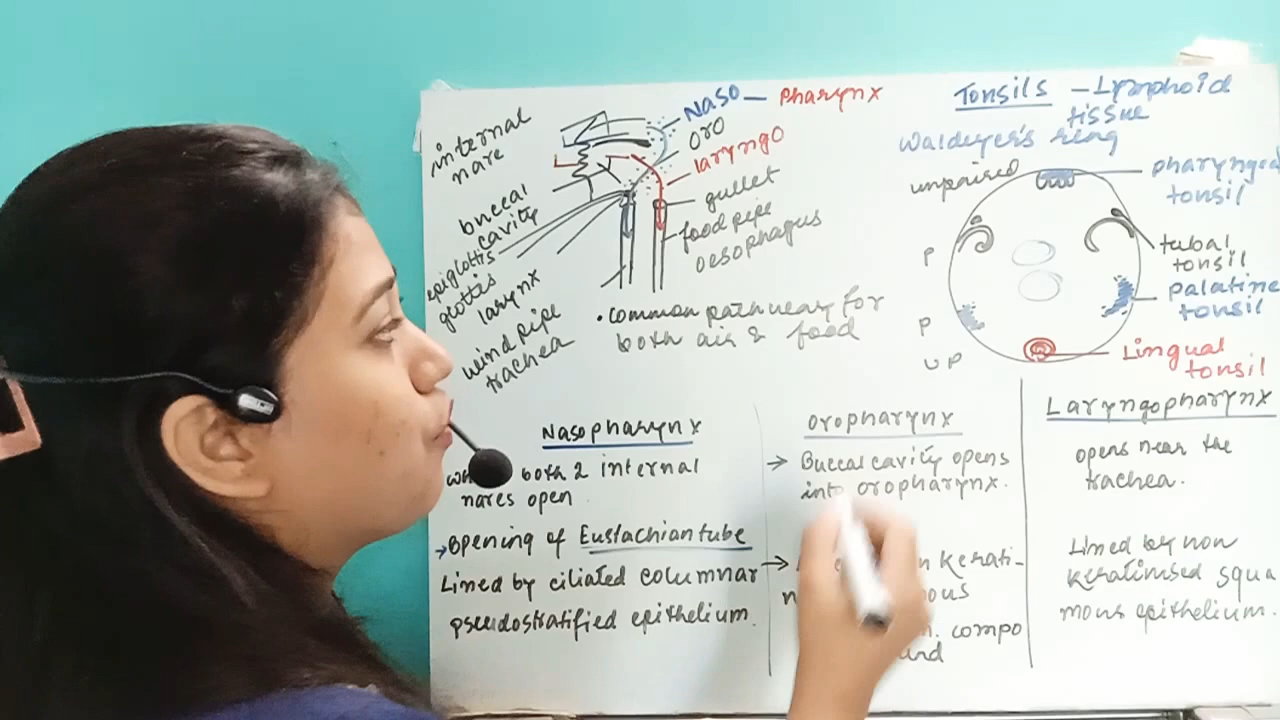 internal
nare
buccal
cavity
epiglottis
glottis
larynx
wind pipe
trachea
Naso — Pharynx
oro
laryngo
gullet
food pipe
oesophagus
• common pathway for
both air & food
Tonsils – Lymphoid
tissue
Waldeyer's ring
unpaired
pharyngeal
tonsil
P
tubal
tonsil
palatine
tonsil
P
UP
Lingual
tonsil
Nasopharynx
both 2 internal
nares open
→ opening of Eustachian tube
Lined by ciliated columnar
pseudostratified epithelium.
Oropharynx
→ Buccal cavity opens
into oropharynx.
→ kerati-
compo
Laryngopharynx
opens near the
trachea.
Lined by non
keratinised squa
mous epithelium.